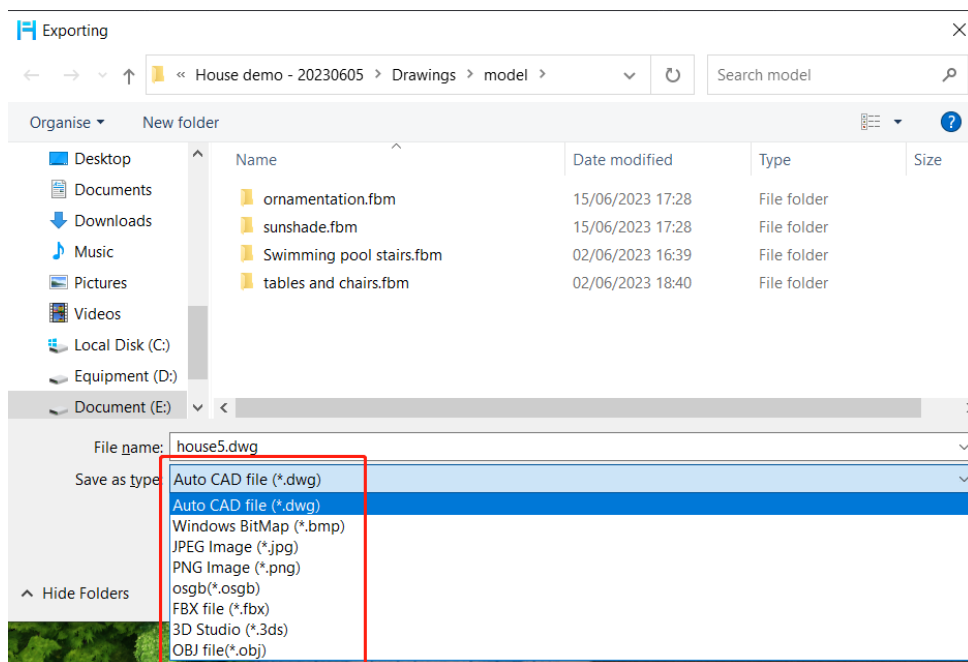 Exporting
« House demo - 20230605 > Drawings > model >
Search model
Organise
New folder
Name Date modified Type Size
Desktop
Documents
Downloads
Music
Pictures
Videos
Local Disk (C:)
Equipment (D:)
Document (E:)
ornamentation.fbm 15/06/2023 17:28 File folder
sunshade.fbm 15/06/2023 17:28 File folder
Swimming pool stairs.fbm 02/06/2023 16:39 File folder
tables and chairs.fbm 02/06/2023 18:40 File folder
File name: house5.dwg
Save as type: Auto CAD file (*.dwg)
Auto CAD file (*.dwg)
Windows BitMap (*.bmp)
JPEG Image (*.jpg)
PNG Image (*.png)
osgb(*.osgb)
FBX file (*.fbx)
3D Studio (*.3ds)
OBJ file(*.obj)
Hide Folders